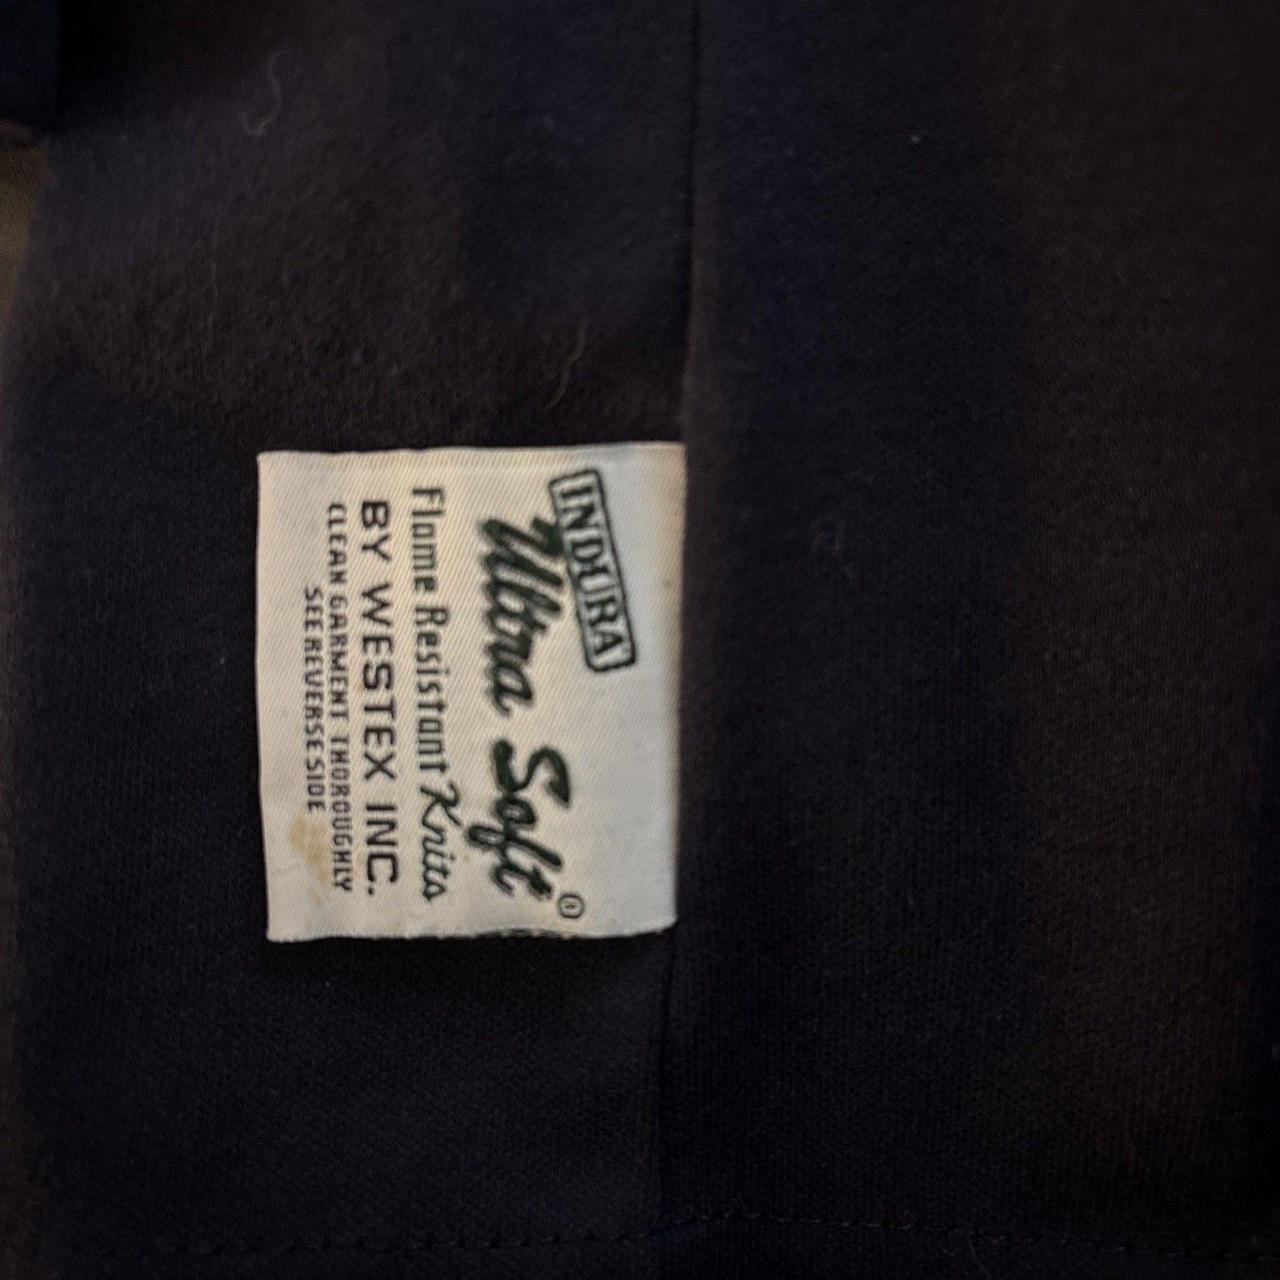 INDURA
Ultra Soft®
Flame Resistant Knits
BY WESTEX INC.
CLEAN GARMENT THOROUGHLY
SEE REVERSE SIDE